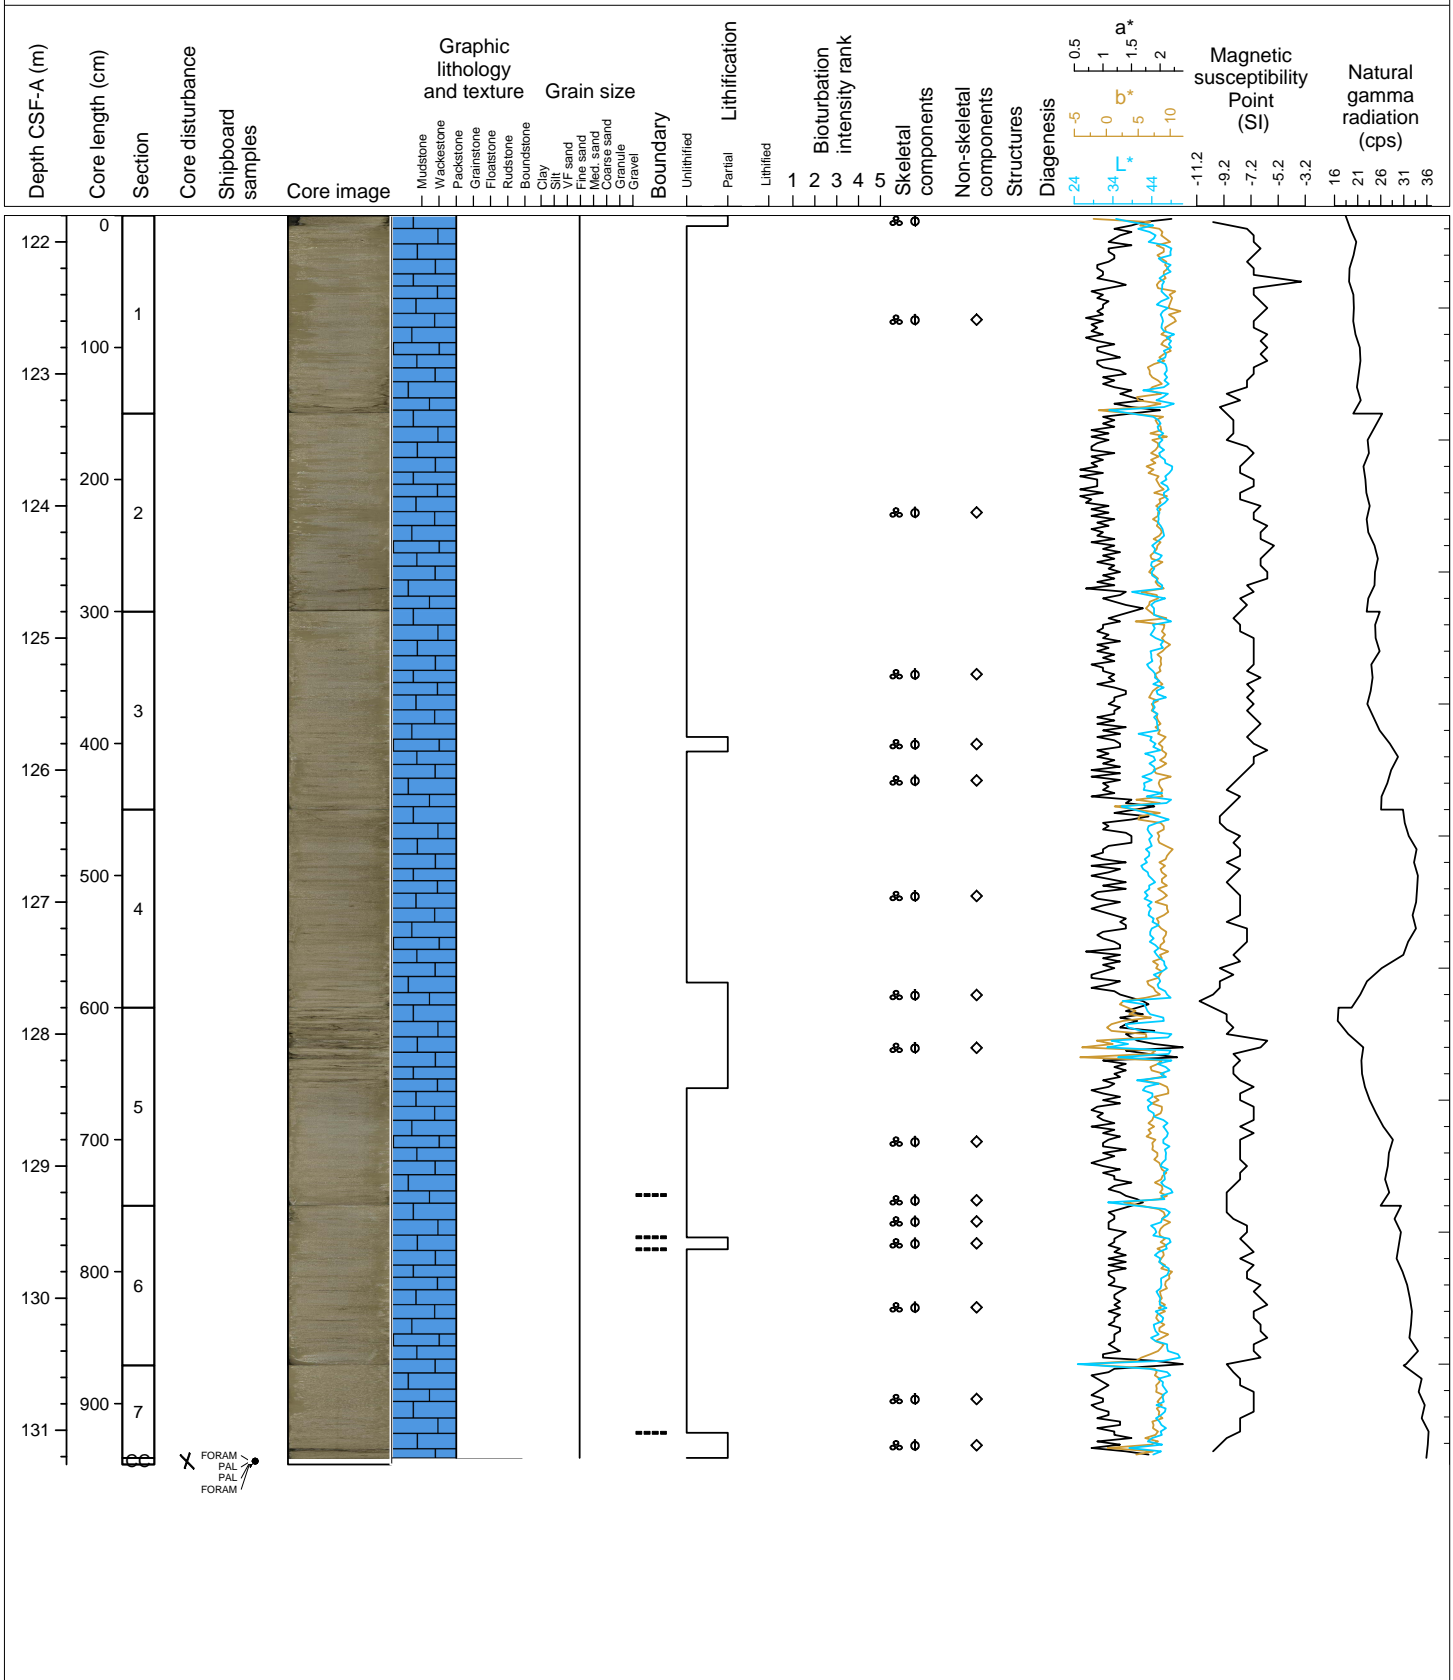 Depth CSF-A (m)
Core length (cm)
Section
Core disturbance
Shipboard
samples
Core image
Graphic
lithology
and texture
Mudstone
Wackestone
Packstone
Grainstone
Floatstone
Rudstone
Boundstone
Grain size
Clay
Silt
VF sand
Fine sand
Med. sand
Coarse sand
Granule
Gravel
Boundary
Lithification
Unlithified
Partial
Lithified
Bioturbation
intensity rank
1 2 3 4 5
Skeletal
components
Non-skeletal
components
Structures
Diagenesis
a*
0.5 1 1.5 2
b*
-5 0 5 10
L*
24 34 44
Magnetic
susceptibility
Point
(SI)
-11.2 -9.2 -7.2 -5.2 -3.2
Natural
gamma
radiation
(cps)
16 21 26 31 36
0
122
1
100
123
200
124
2
300
125
3
400
126
500
127
4
600
128
5
700
129
800
6
130
900
7
131
CC
FORAM
PAL
PAL
FORAM